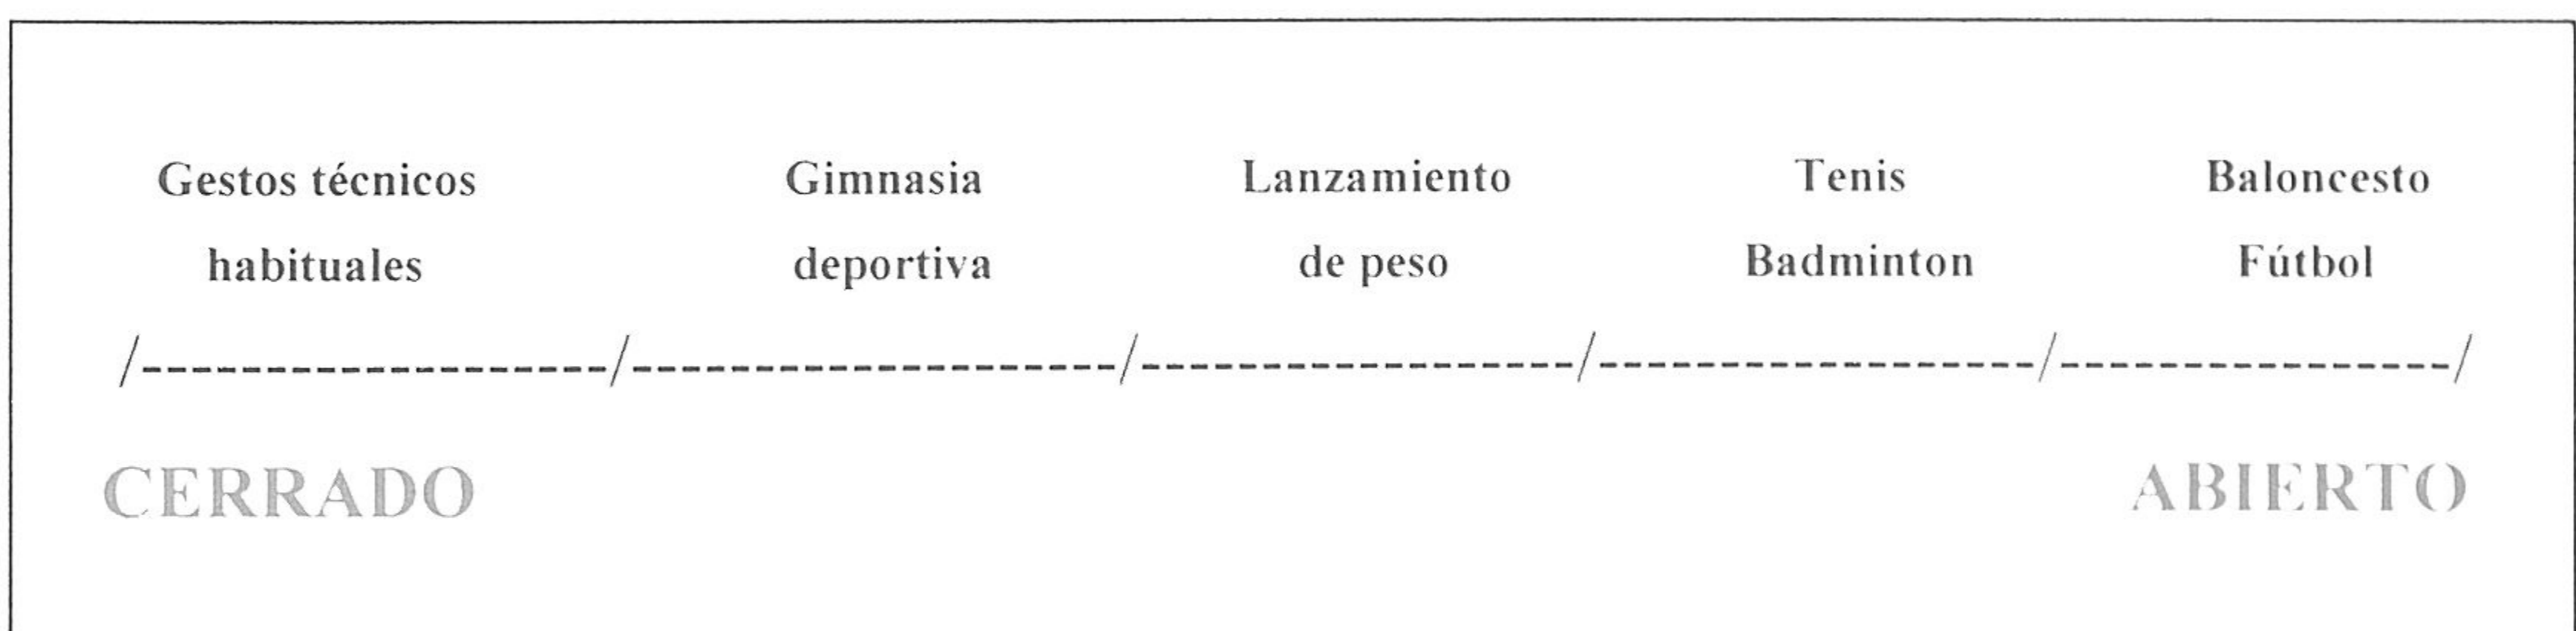 Gestos técnicos Gimnasia Lanzamiento Tenis Baloncesto
habituales deportiva de peso Badminton Fútbol
/--------------------/--------------------/------------------/------------------/----------------/
CERRADO ABIERTO